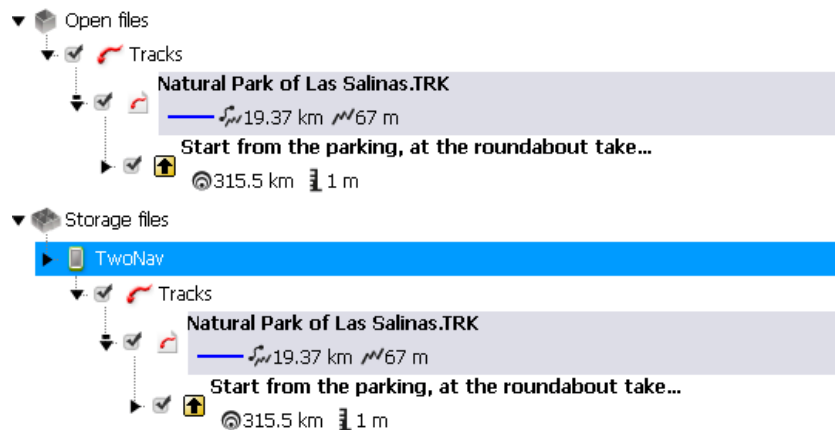 Open files
Tracks
Natural Park of Las Salinas.TRK
19.37 km 67 m
Start from the parking, at the roundabout take...
315.5 km 1 m
Storage files
TwoNav
Tracks
Natural Park of Las Salinas.TRK
19.37 km 67 m
Start from the parking, at the roundabout take...
315.5 km 1 m